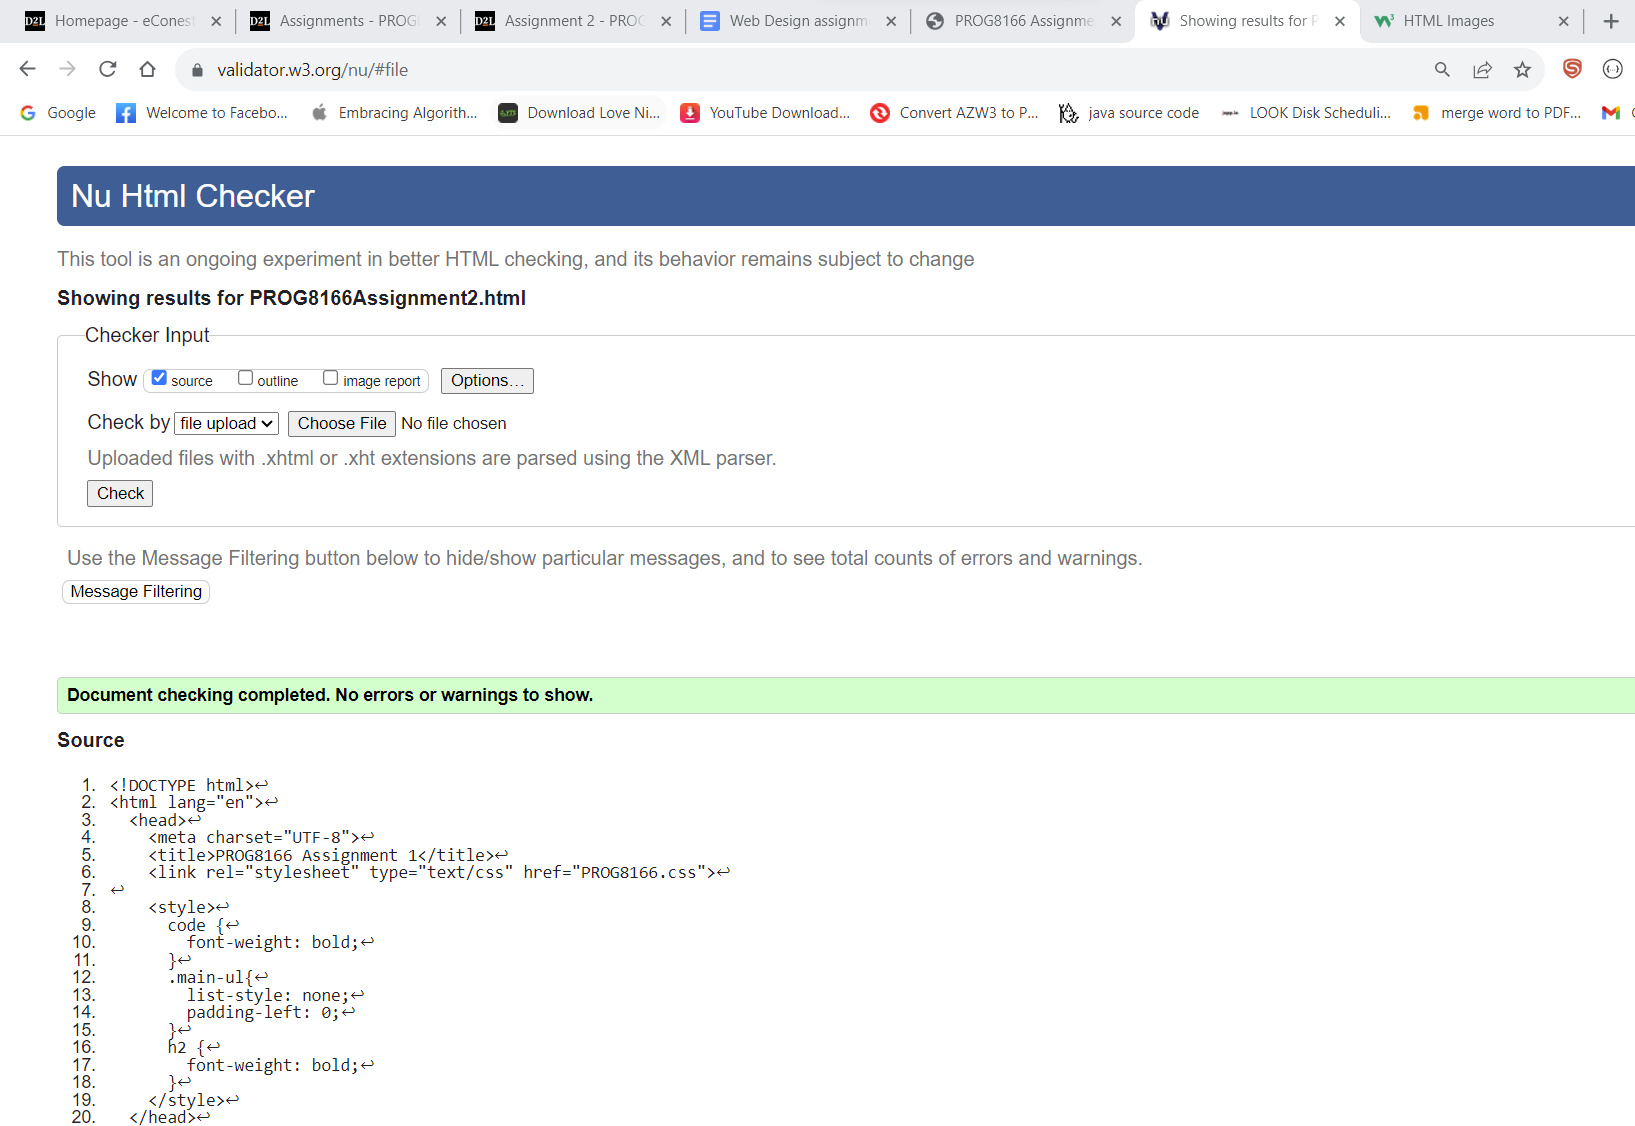 D2L Homepage - eConest
D2L Assignments - PROG
D2L Assignment 2 - PROG
Web Design assignm
PROG8166 Assignme
Showing results for P
HTML Images
validator.w3.org/nu/#file
Google
Welcome to Facebo...
Embracing Algorith...
Download Love Ni...
YouTube Download...
Convert AZW3 to P...
java source code
LOOK Disk Scheduli...
merge word to PDF...
Nu Html Checker
This tool is an ongoing experiment in better HTML checking, and its behavior remains subject to change
Showing results for PROG8166Assignment2.html
Checker Input
Show source outline image report Options...
Check by file upload Choose File No file chosen
Uploaded files with .xhtml or .xht extensions are parsed using the XML parser.
Check
Use the Message Filtering button below to hide/show particular messages, and to see total counts of errors and warnings.
Message Filtering
Document checking completed. No errors or warnings to show.
Source
1. <!DOCTYPE html>↩
2. <html lang="en">↩
3. <head>↩
4. <meta charset="UTF-8">↩
5. <title>PROG8166 Assignment 1</title>↩
6. <link rel="stylesheet" type="text/css" href="PROG8166.css">↩
7. ↩
8. <style>↩
9. code {↩
10. font-weight: bold;↩
11. }↩
12. .main-ul{↩
13. list-style: none;↩
14. padding-left: 0;↩
15. }↩
16. h2 {↩
17. font-weight: bold;↩
18. }↩
19. </style>↩
20. </head>↩